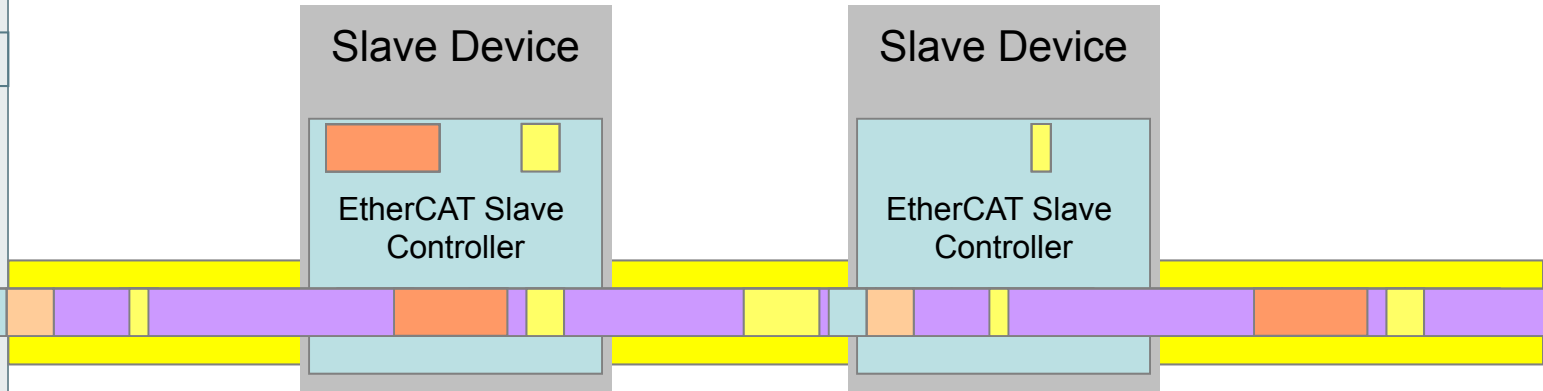 Slave Device
EtherCAT Slave
Controller
Slave Device
EtherCAT Slave
Controller